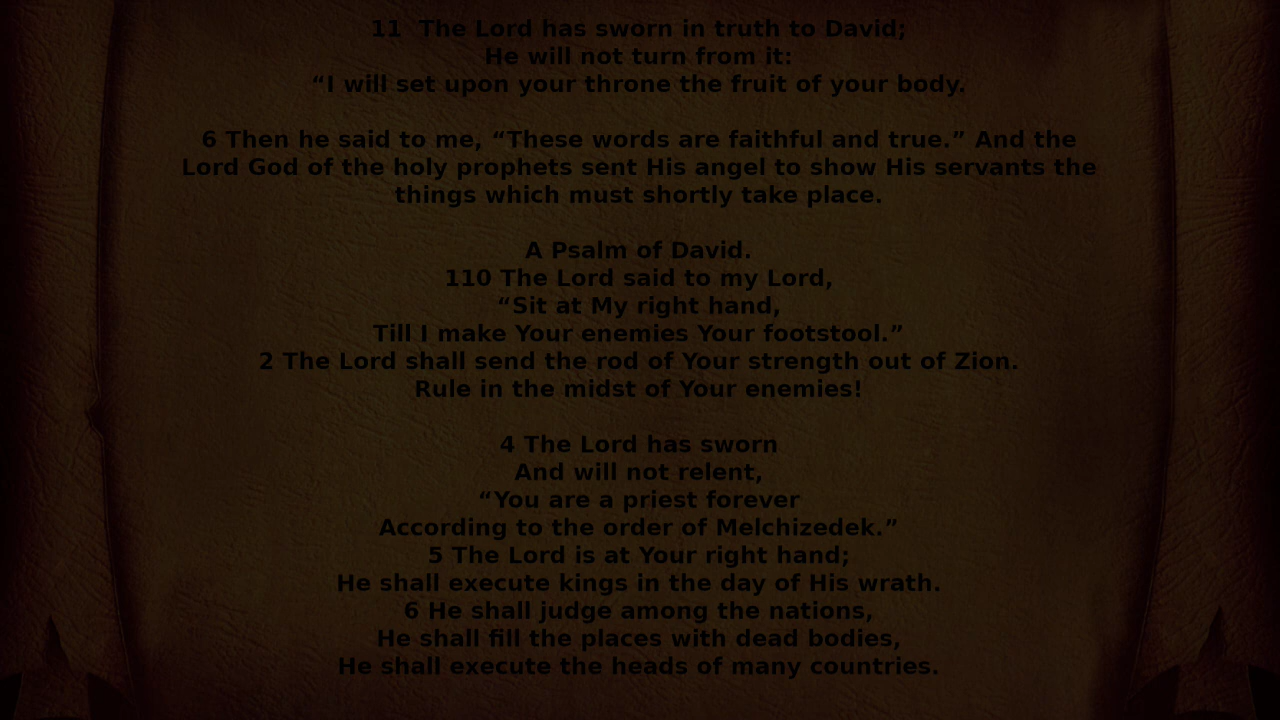 11  The Lord has sworn in truth to David;
He will not turn from it:
“I will set upon your throne the fruit of your body.
6 Then he said to me, “These words are faithful and true.” And the
Lord God of the holy prophets sent His angel to show His servants the
things which must shortly take place.
A Psalm of David.
110 The Lord said to my Lord,
“Sit at My right hand,
Till I make Your enemies Your footstool.”
2 The Lord shall send the rod of Your strength out of Zion.
Rule in the midst of Your enemies!
4 The Lord has sworn
And will not relent,
“You are a priest forever
According to the order of Melchizedek.”
5 The Lord is at Your right hand;
He shall execute kings in the day of His wrath.
6 He shall judge among the nations,
He shall fill the places with dead bodies,
He shall execute the heads of many countries.